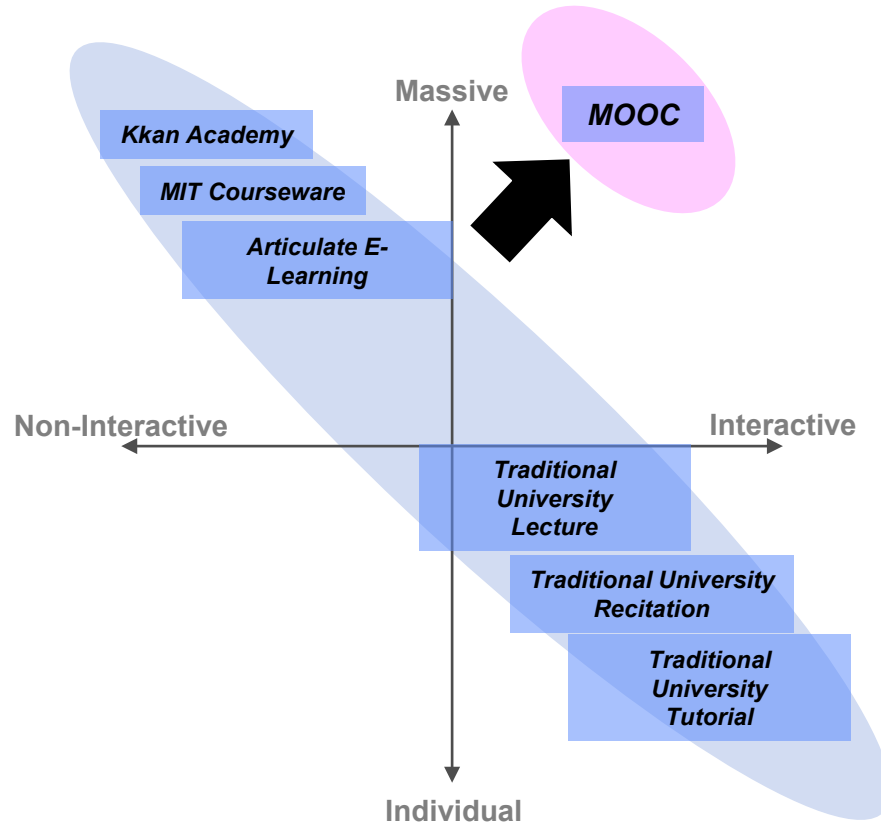 Massive
MOOC
Kkan Academy
MIT Courseware
Articulate E-
Learning
Non-Interactive
Interactive
Traditional
University
Lecture
Traditional University
Recitation
Traditional
University
Tutorial
Individual